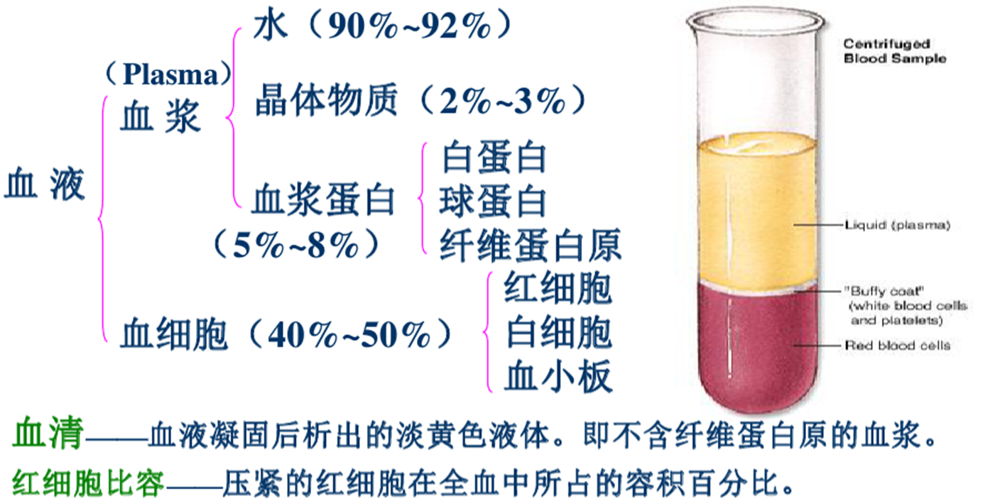 水（90%~92%）
（Plasma）
血 浆
晶体物质（2%~3%）
血 液
血浆蛋白
（5%~8%）
白蛋白
球蛋白
纤维蛋白原
血细胞（40%~50%）
红细胞
白细胞
血小板
Centrifuged
Blood Sample
Liquid (plasma)
"Buffy coat"
(white blood cells
and platelets)
Red blood cells
血清——血液凝固后析出的淡黄色液体。即不含纤维蛋白原的血浆。
红细胞比容——压紧的红细胞在全血中所占的容积百分比。